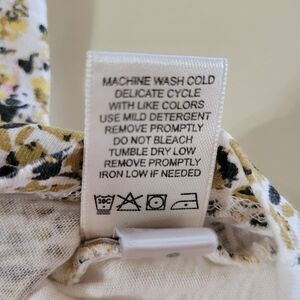 MACHINE WASH COLD
DELICATE CYCLE
WITH LIKE COLORS
USE MILD DETERGENT
REMOVE PROMPTLY
DO NOT BLEACH
TUMBLE DRY LOW
REMOVE PROMPTLY
IRON LOW IF NEEDED
30C